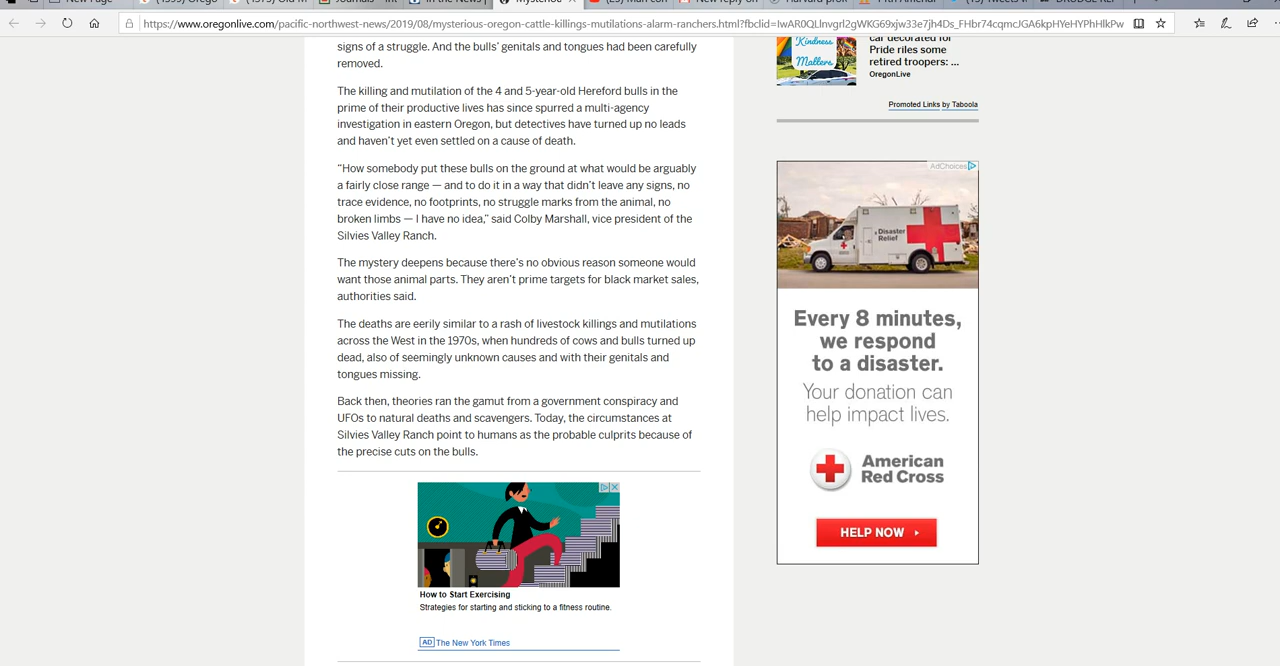 New Page
https://www.oregonlive.com/pacific-northwest-news/2019/08/mysterious-oregon-cattle-killings-mutilations-alarm-ranchers.html?fbclid=IwAR0QLlnvgrl2gWKG69xjw33e7jh4Ds_FHbr74cqmcJGA6kpHYeHYPhHlkPw
signs of a struggle. And the bulls’ genitals and tongues had been carefully
removed.
The killing and mutilation of the 4 and 5-year-old Hereford bulls in the
prime of their productive lives has since spurred a multi-agency
investigation in eastern Oregon, but detectives have turned up no leads
and haven’t yet even settled on a cause of death.
“How somebody put these bulls on the ground at what would be arguably
a fairly close range — and to do it in a way that didn’t leave any signs, no
trace evidence, no footprints, no struggle marks from the animal, no
broken limbs — I have no idea,” said Colby Marshall, vice president of the
Silvies Valley Ranch.
The mystery deepens because there’s no obvious reason someone would
want those animal parts. They aren’t prime targets for black market sales,
authorities said.
The deaths are eerily similar to a rash of livestock killings and mutilations
across the West in the 1970s, when hundreds of cows and bulls turned up
dead, also of seemingly unknown causes and with their genitals and
tongues missing.
Back then, theories ran the gamut from a government conspiracy and
UFOs to natural deaths and scavengers. Today, the circumstances at
Silvies Valley Ranch point to humans as the probable culprits because of
the precise cuts on the bulls.
How to Start Exercising
Strategies for starting and sticking to a fitness routine.
AD The New York Times
Kindness
Matters
car decorated for
Pride riles some
retired troopers: ...
OregonLive
Promoted Links by Taboola
AdChoices
Disaster
Relief
Every 8 minutes,
we respond
to a disaster.
Your donation can
help impact lives.
American
Red Cross
HELP NOW